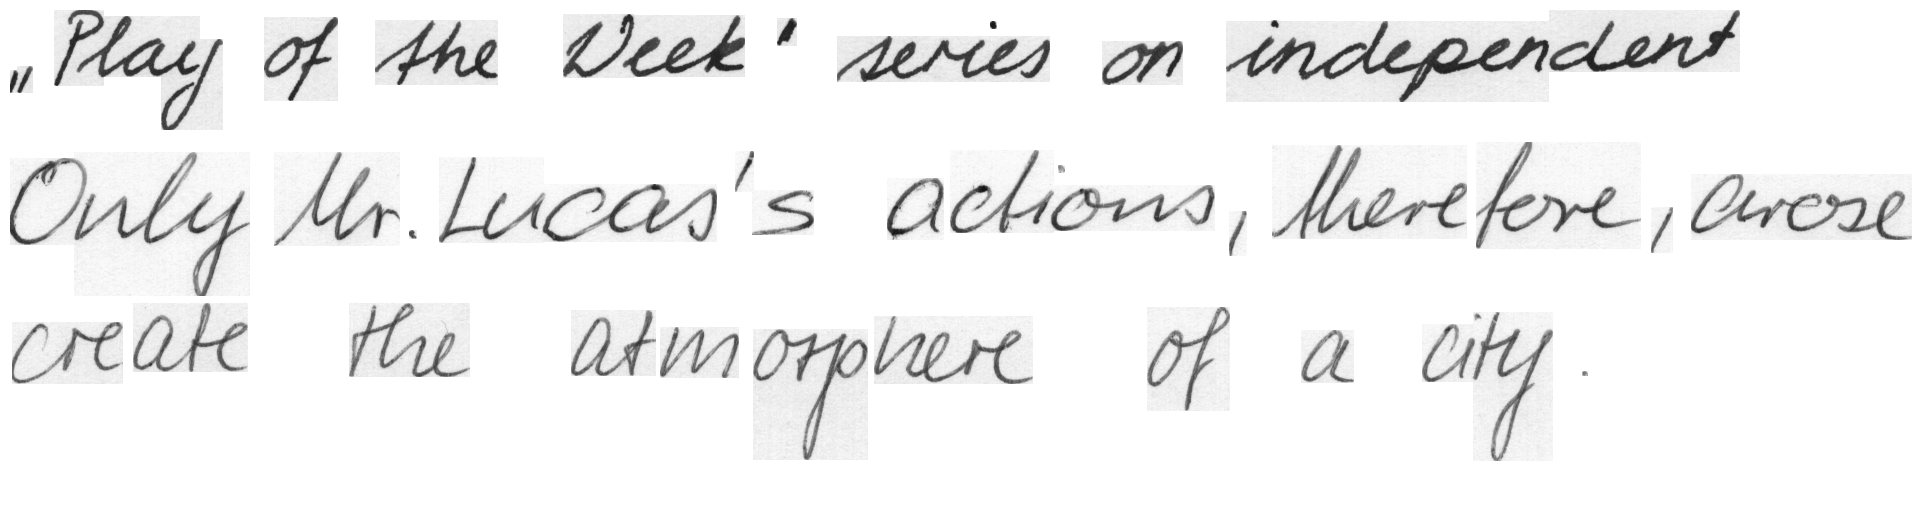 „Play of the Week" series on independent
Only Mr. Lucas's actions, therefore, arose
create the atmosphere of a city.